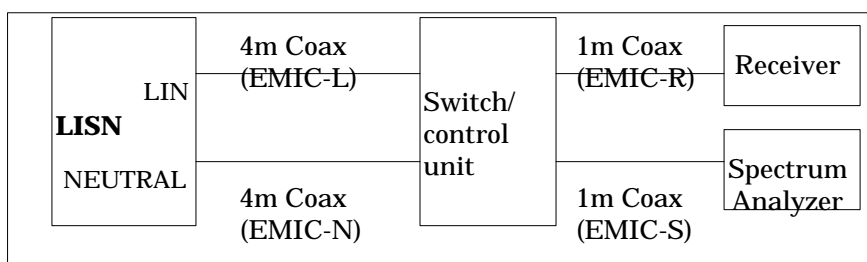 4m Coax
(EMIC-L)
1m Coax
(EMIC-R)
Receiver
LIN
LISN
NEUTRAL
Switch/
control
unit
4m Coax
(EMIC-N)
1m Coax
(EMIC-S)
Spectrum
Analyzer